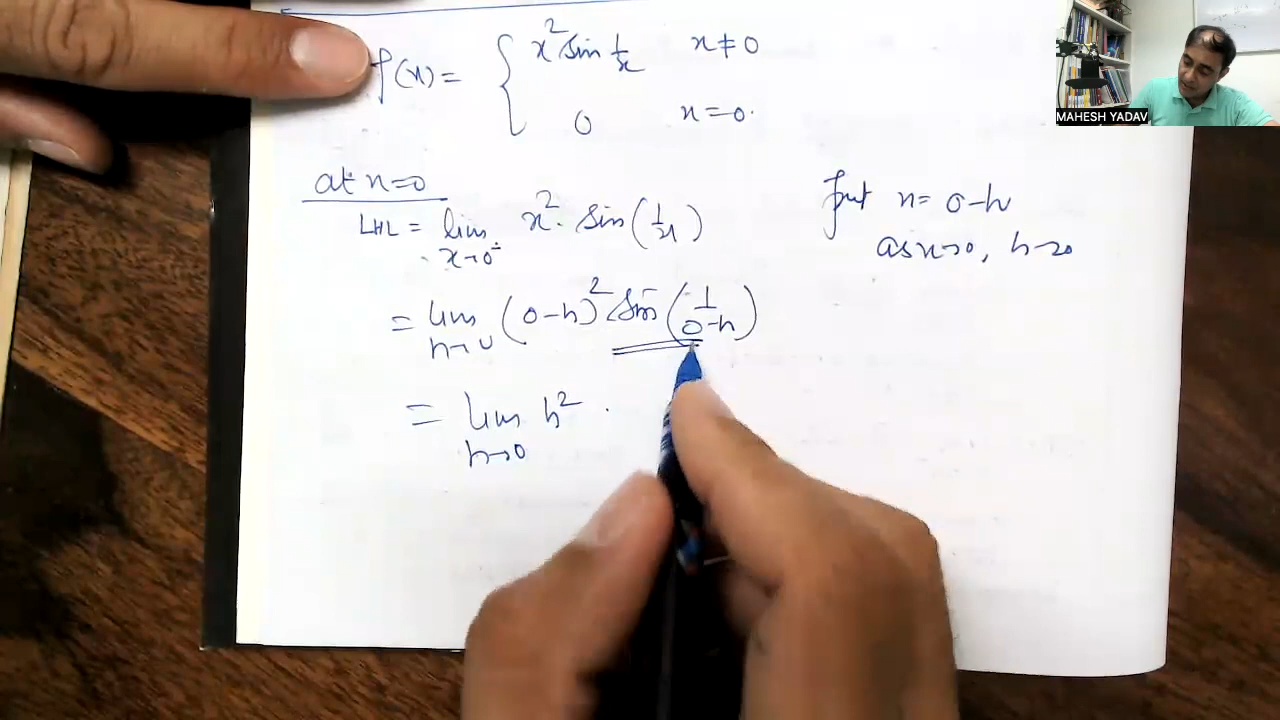 f(x) = { x² sin 1/x   x ≠ 0
0   x = 0.
at x=0
LHL = lim x→0⁻ x². sin(1/x)
put x = 0-h
as x→0, h→0
= lim h→0 (0-h)² sin(1/0-h)
= lim h→0 h² .
MAHESH YADAV